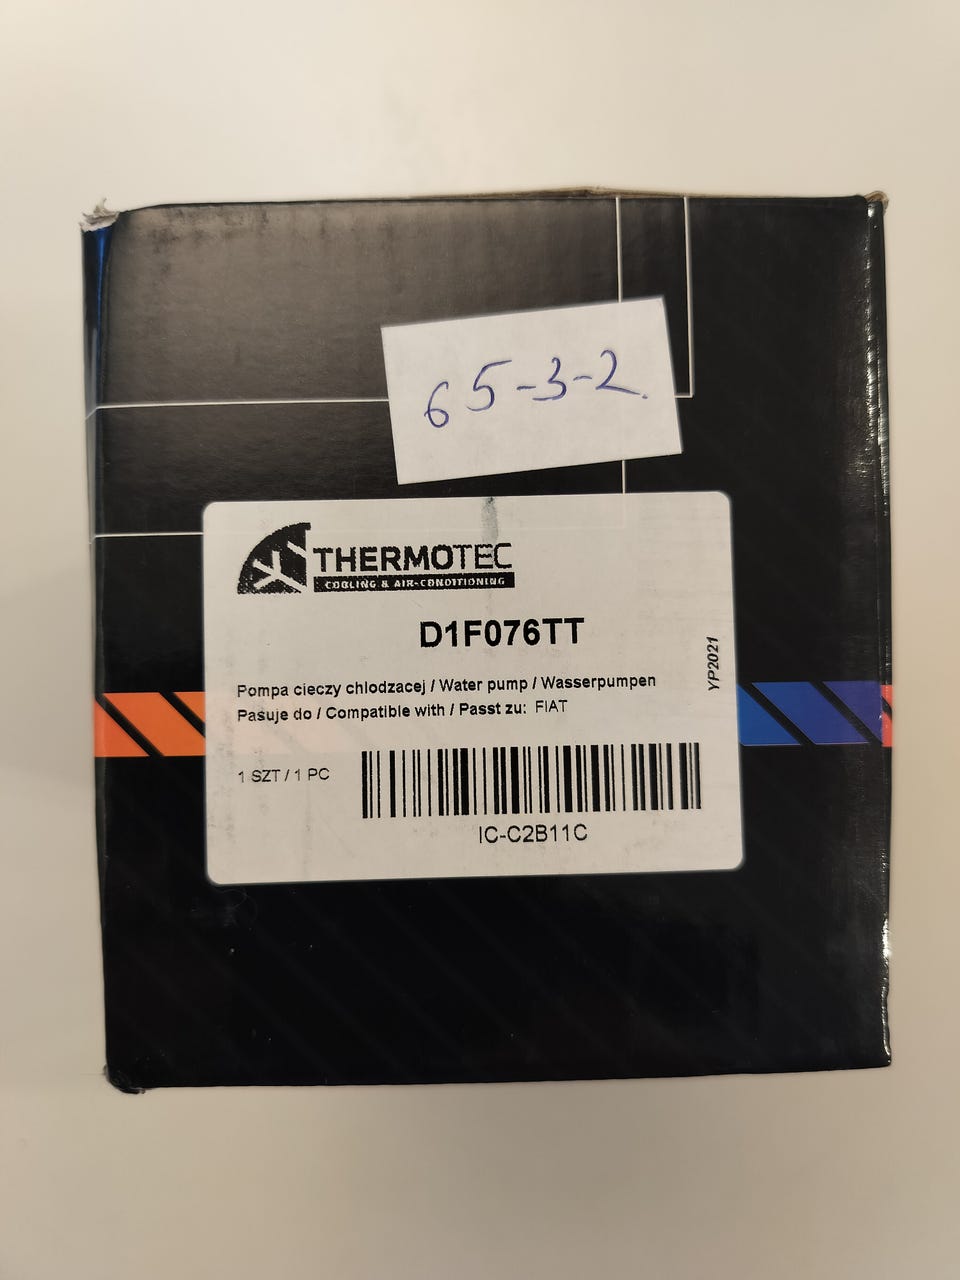 65-3-2.
THERMOTEC
COOLING & AIR-CONDITIONING
D1F076TT
YP2021
Pompa cieczy chlodzacej / Water pump / Wasserpumpen
Pasuje do / Compatible with / Passt zu: FIAT
1 SZT / 1 PC
IC-C2B11C